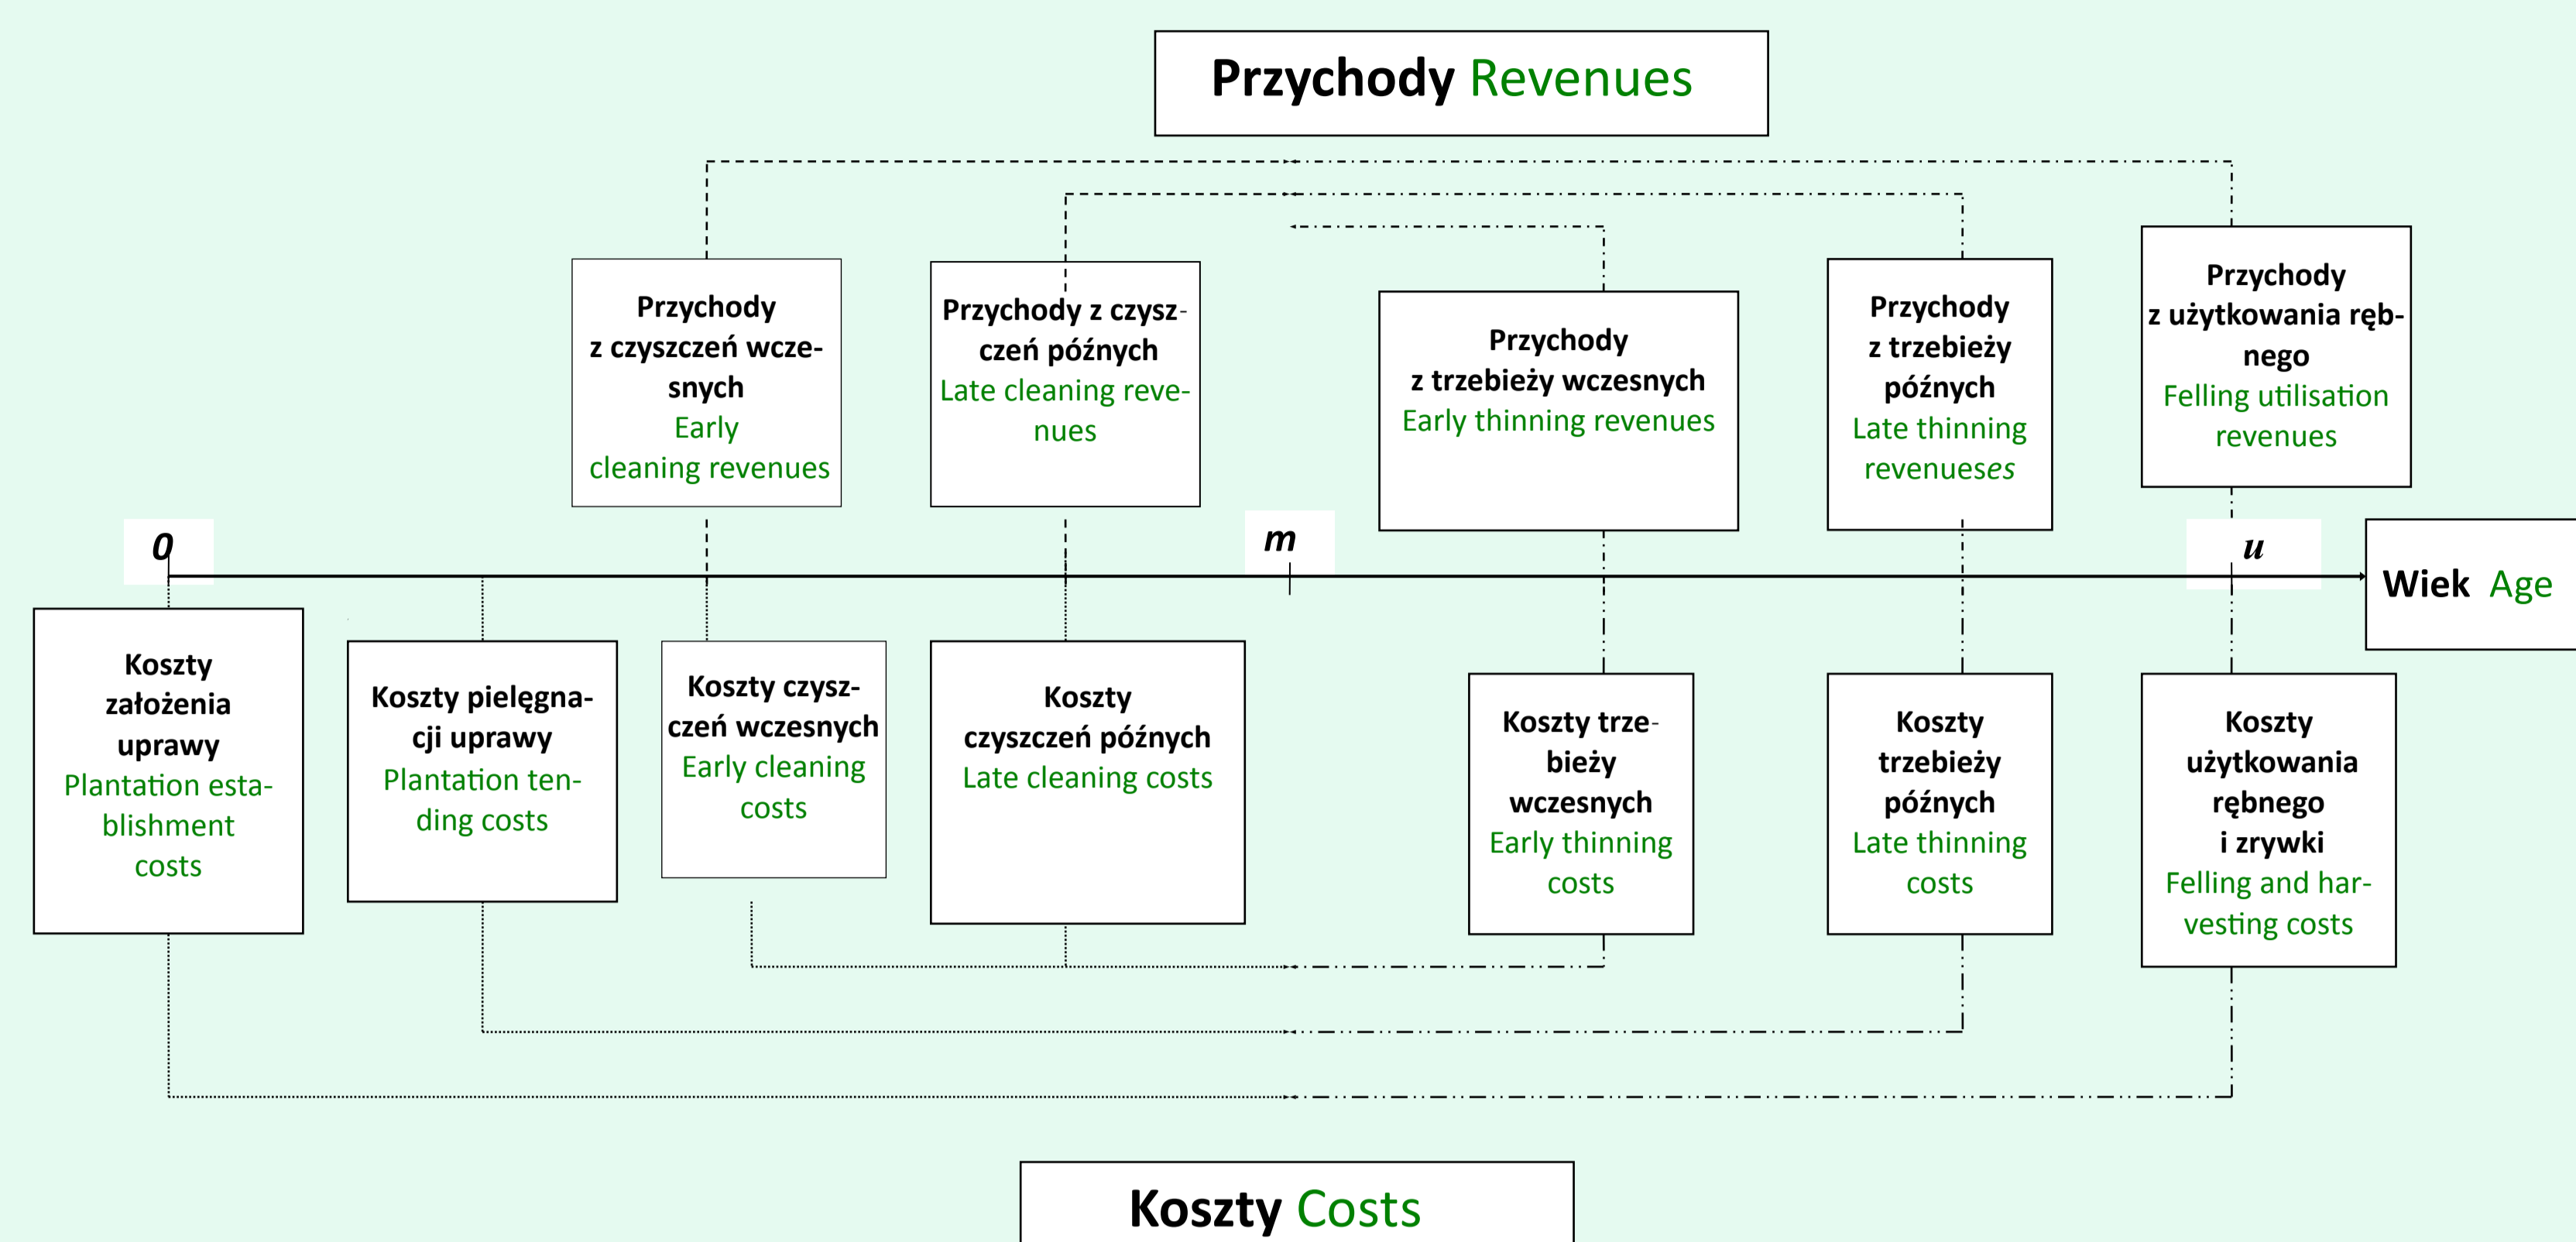 Przychody Revenues
Przychody
z czyszczeń wcze-
snych
Early
cleaning revenues
Przychody z czysz-
czeń późnych
Late cleaning reve-
nues
Przychody
z trzebieży wczesnych
Early thinning revenues
Przychody
z trzebieży
późnych
Late thinning
revenueses
Przychody
z użytkowania ręb-
nego
Felling utilisation
revenues
0
m
u
Wiek Age
Koszty
założenia
uprawy
Plantation esta-
blishment
costs
Koszty pielęgna-
cji uprawy
Plantation ten-
ding costs
Koszty czysz-
czeń wczesnych
Early cleaning
costs
Koszty
czyszczeń późnych
Late cleaning costs
Koszty trze-
bieży
wczesnych
Early thinning
costs
Koszty
trzebieży
późnych
Late thinning
costs
Koszty
użytkowania
rębnego
i zrywki
Felling and har-
vesting costs
Koszty Costs